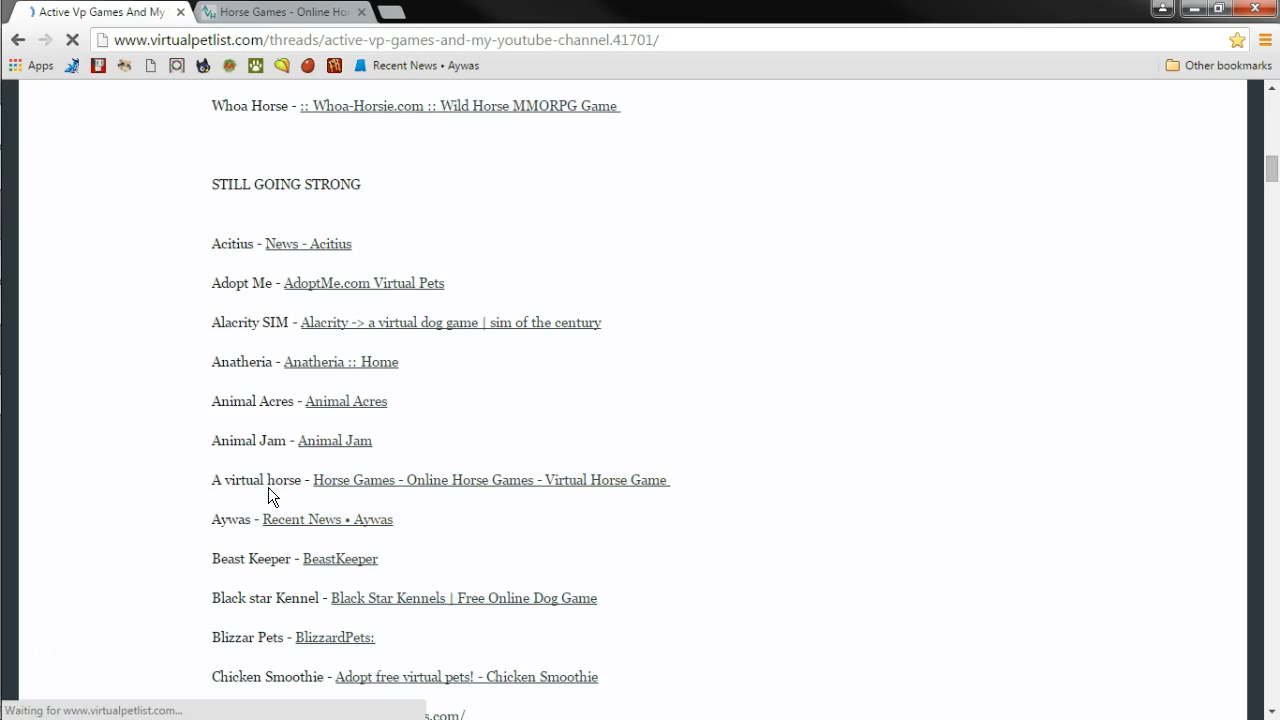 Active Vp Games And My
Horse Games - Online Ho
www.virtualpetlist.com/threads/active-vp-games-and-my-youtube-channel.41701/
Apps
Recent News • Aywas
Other bookmarks
Whoa Horse - :: Whoa-Horsie.com :: Wild Horse MMORPG Game
STILL GOING STRONG
Acitius - News - Acitius
Adopt Me - AdoptMe.com Virtual Pets
Alacrity SIM - Alacrity -> a virtual dog game | sim of the century
Anatheria - Anatheria :: Home
Animal Acres - Animal Acres
Animal Jam - Animal Jam
A virtual horse - Horse Games - Online Horse Games - Virtual Horse Game
Aywas - Recent News • Aywas
Beast Keeper - BeastKeeper
Black star Kennel - Black Star Kennels | Free Online Dog Game
Blizzar Pets - BlizzardPets:
Chicken Smoothie - Adopt free virtual pets! - Chicken Smoothie
Waiting for www.virtualpetlist.com...
s.com/